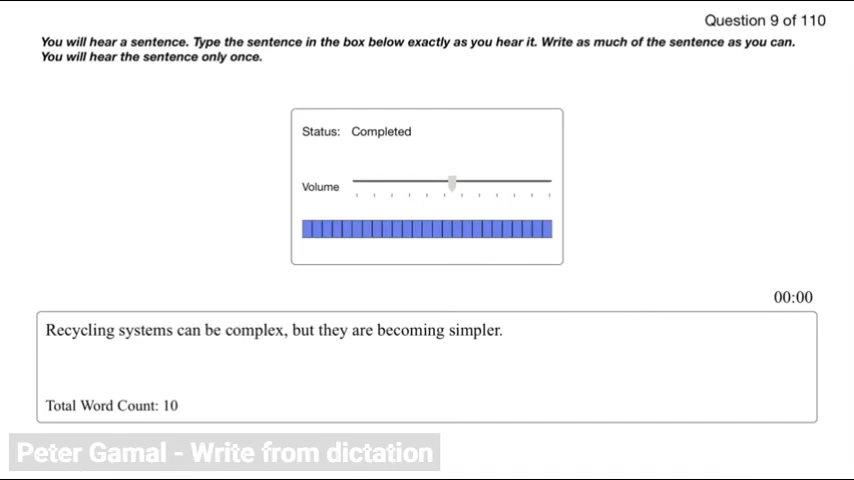 Question 9 of 110
You will hear a sentence. Type the sentence in the box below exactly as you hear it. Write as much of the sentence as you can.
You will hear the sentence only once.
Status: Completed
Volume
00:00
Recycling systems can be complex, but they are becoming simpler.
Total Word Count: 10
Peter Gamal - Write from dictation